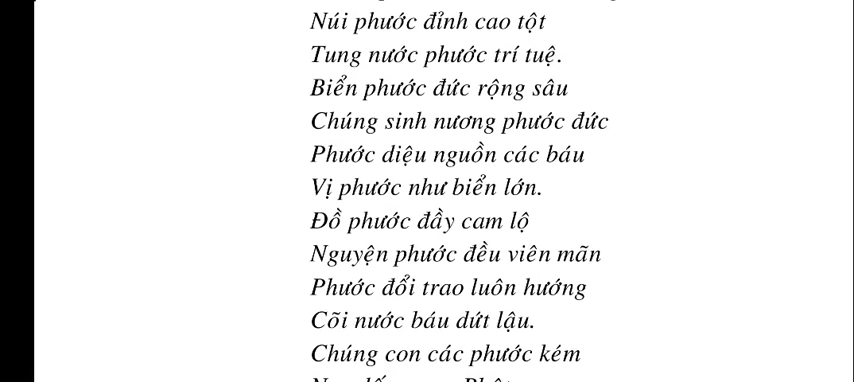 Núi phước đỉnh cao tột
Tung nước phước trí tuệ.
Biển phước đức rộng sâu
Chúng sinh nương phước đức
Phước diệu nguồn các báu
Vị phước như biển lớn.
Đồ phước đầy cam lộ
Nguyện phước đều viên mãn
Phước đổi trao luôn hướng
Cõi nước báu dứt lậu.
Chúng con các phước kém